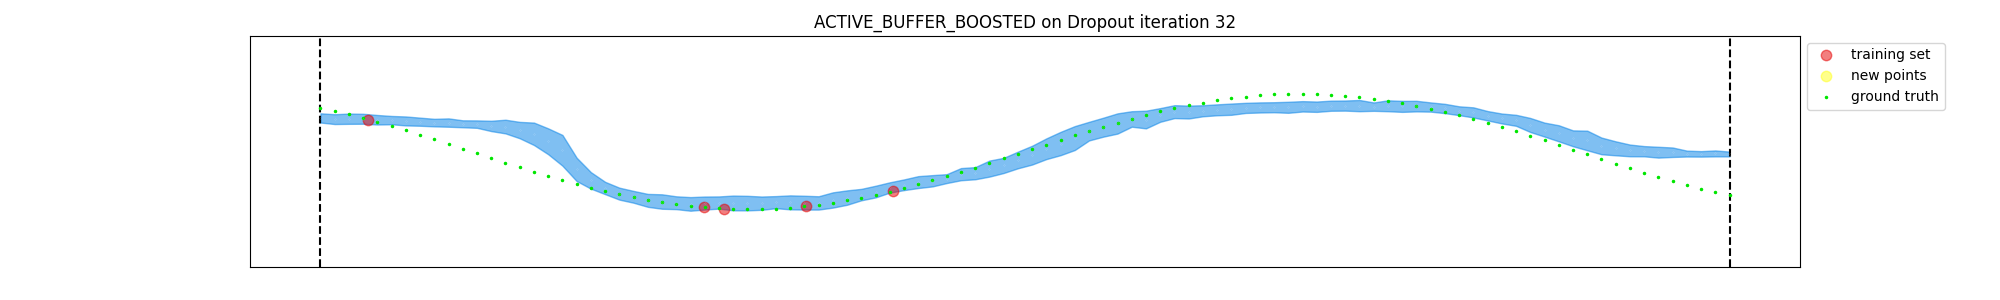 ACTIVE_BUFFER_BOOSTED on Dropout iteration 32
training set
new points
ground truth